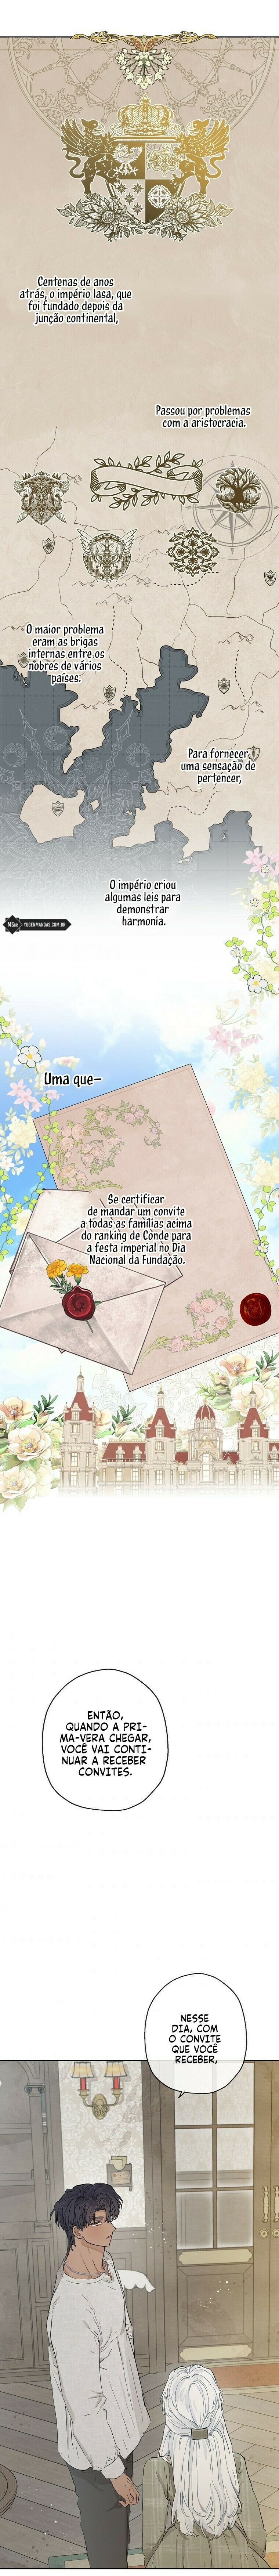 Centenas de anos
atrás, o império Iasa, que
foi fundado depois da
junção continental,
Passou por problemas
com a aristocracia.
O maior problema
eram as brigas
internas entre os
nobres de vários
países.
Para fornecer
uma sensação de
pertencer,
O império criou
algumas leis para
demonstrar
harmonia.
MSou YUGENMANGAS.COM.BR
Uma que—
Se certificar
de mandar um convite
a todas as famílias acima
do ranking de Conde para
a festa imperial no Dia
Nacional da Fundação.
ENTÃO,
QUANDO A PRI-
MA-VERA CHEGAR,
VOCÊ VAI CONTI-
NUAR A RECEBER
CONVITES.
NESSE
DIA, COM
O CONVITE
QUE VOCÊ
RECEBER,